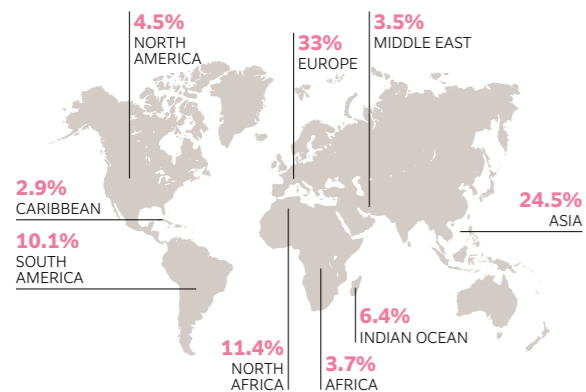 4.5%
NORTH
AMERICA
33%
EUROPE
3.5%
MIDDLE EAST
2.9%
CARIBBEAN
24.5%
ASIA
10.1%
SOUTH
AMERICA
6.4%
INDIAN OCEAN
11.4%
NORTH
AFRICA
3.7%
AFRICA